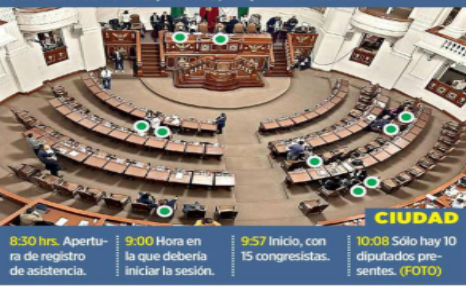 CIUDAD
8:30 hrs. Apertu-
ra de registro
de asistencia.
9:00 Hora en
la que debería
iniciar la sesión.
9:57 Inicio, con
15 congresistas.
10:08 Sólo hay 10
diputados pre-
sentes. (FOTO)